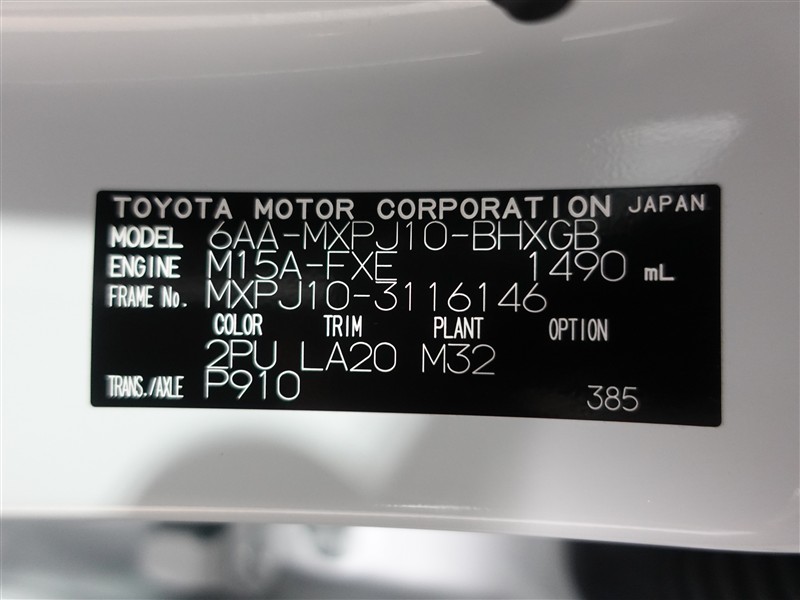 TOYOTA MOTOR CORPORATION JAPAN
MODEL 6AA-MXPJ10-BHXGB
ENGINE M15A-FXE 1490 mL
FRAME No. MXPJ10-3116146
COLOR TRIM PLANT OPTION
2PU LA20 M32
TRANS./AXLE P910 385